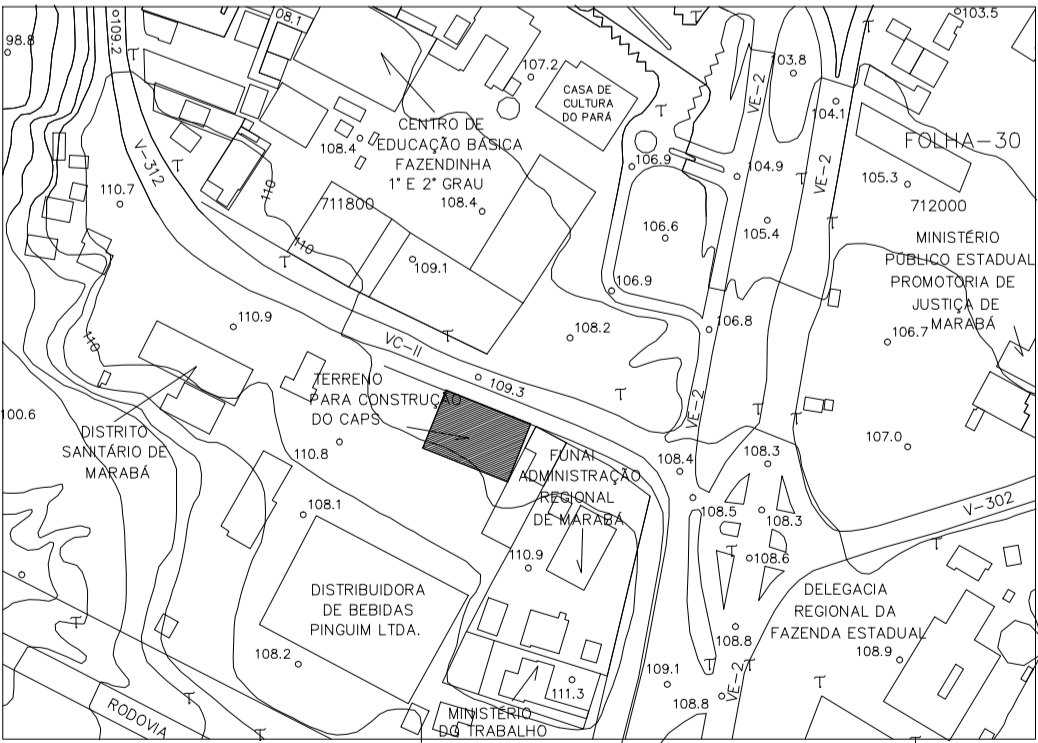 98.8
109.2
08.1
107.2
CASA DE
CULTURA
DO PARÁ
103.8
103.5
VE-2
104.1
FOLHA-30
V-312
108.4
CENTRO DE
EDUCAÇÃO BÁSICA
FAZENDINHA
1° E 2° GRAU
110
711800
108.4
106.9
104.9
VE-2
105.3
712000
110.7
110
106.6
105.4
MINISTÉRIO
PÚBLICO ESTADUAL
PROMOTORIA DE
JUSTIÇA DE
MARABÁ
109.1
106.9
110.9
108.2
106.8
106.7
110
VC-II
109.3
TERRENO
PARA CONSTRUÇÃO
DO CAPS
VE-2
100.6
DISTRITO
SANITÁRIO DE
MARABÁ
110.8
FUNAI
ADMINISTRAÇÃO
REGIONAL
DE MARABÁ
108.4
108.3
107.0
108.1
108.5
108.3
V-302
110.9
108.6
DISTRIBUIDORA
DE BEBIDAS
PINGUIM LTDA.
DELEGACIA
REGIONAL DA
FAZENDA ESTADUAL
108.8
108.2
108.9
109.1
111.3
108.8
VE-2
RODOVIA
MINISTÉRIO
DO TRABALHO